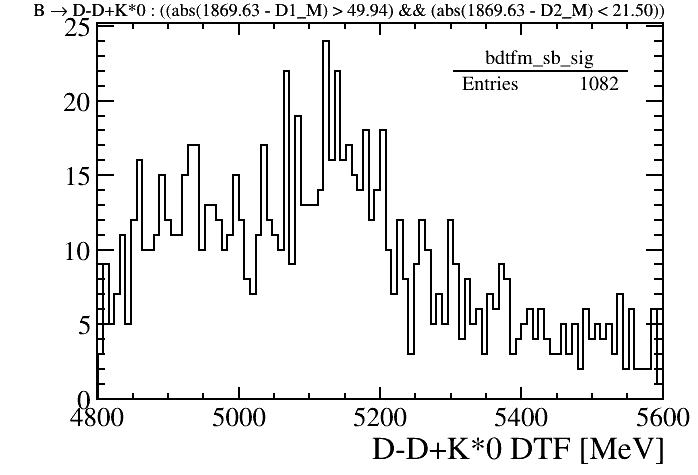 B → D-D+K*0 : ((abs(1869.63 - D1_M) > 49.94) && (abs(1869.63 - D2_M) < 21.50))
bdtfm_sb_sig
Entries 1082
25
20
15
10
5
0
4800 5000 5200 5400 5600
D-D+K*0 DTF [MeV]